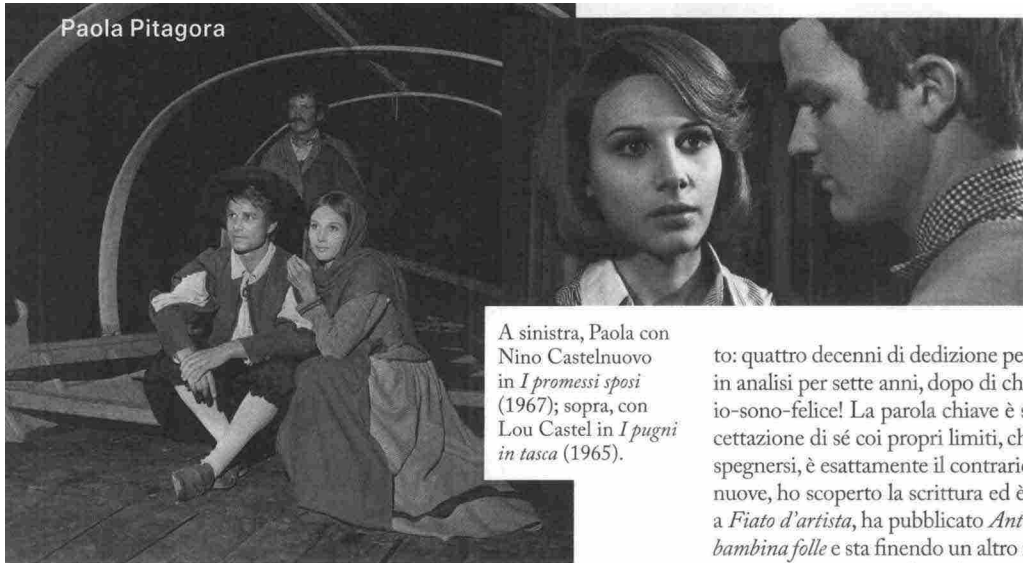 Paola Pitagora
A sinistra, Paola con
Nino Castelnuovo
in I promessi sposi
(1967); sopra, con
Lou Castel in I pugni
in tasca (1965).
to: quattro decenni di dedizione
in analisi per sette anni, dopo di
io-sono-felice! La parola chiave è
cettazione di sé coi propri limiti,
spegnersi, è esattamente il
nuove, ho scoperto la scrittura ed
a Fiato d'artista, ha pubblicato
bambina folle e sta finendo un altro